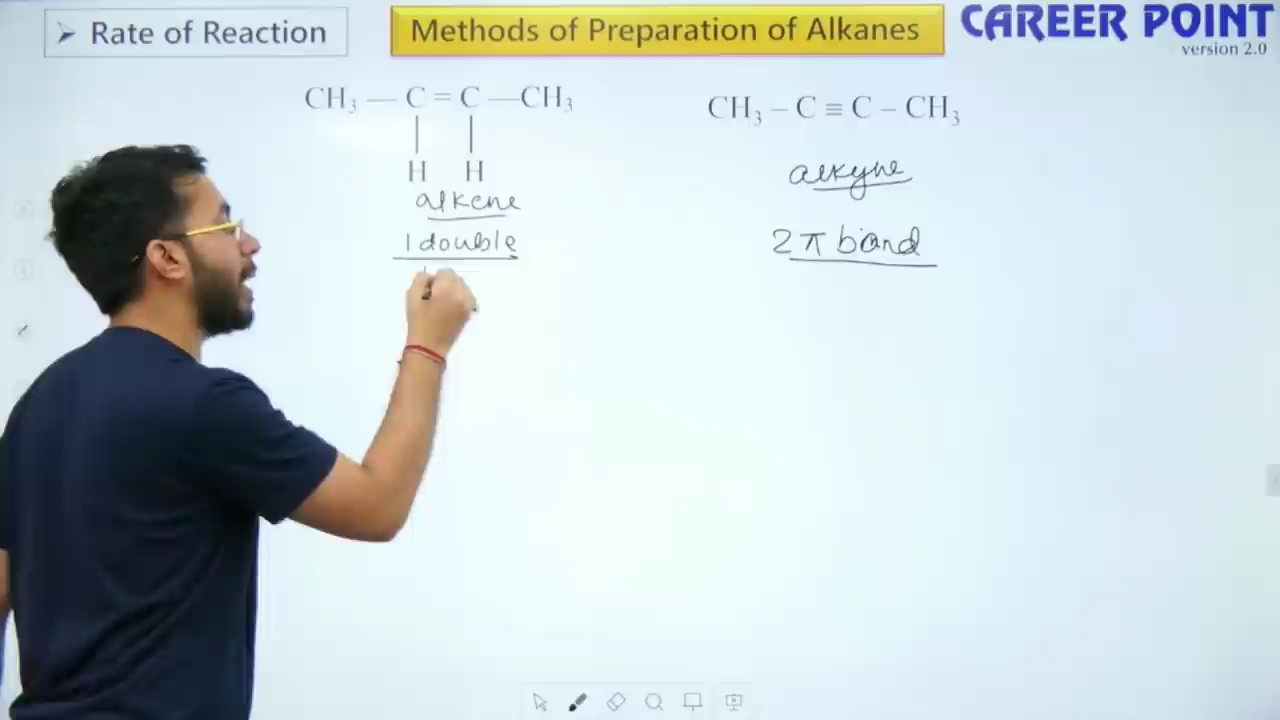 ➤ Rate of Reaction
Methods of Preparation of Alkanes
CAREER POINT
version 2.0
CH₃ — C = C — CH₃
H H
alkene
1 double
CH₃ – C ≡ C – CH₃
alkyne
2 π bond